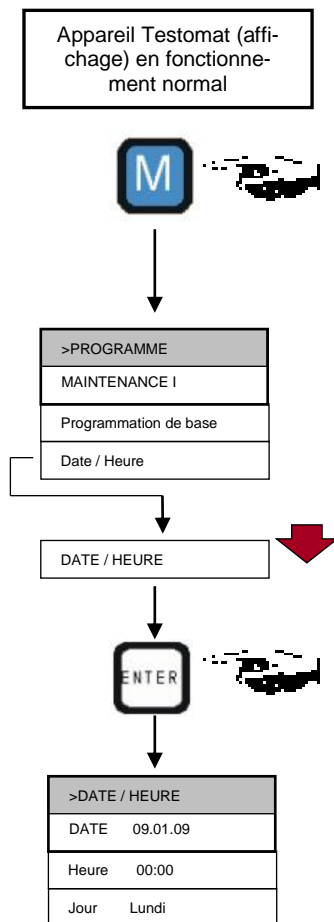 Appareil Testomat (affi-
chage) en fonctionne-
ment normal
M
>PROGRAMME
MAINTENANCE I
Programmation de base
Date / Heure
DATE / HEURE
ENTER
>DATE / HEURE
DATE 09.01.09
Heure 00:00
Jour Lundi